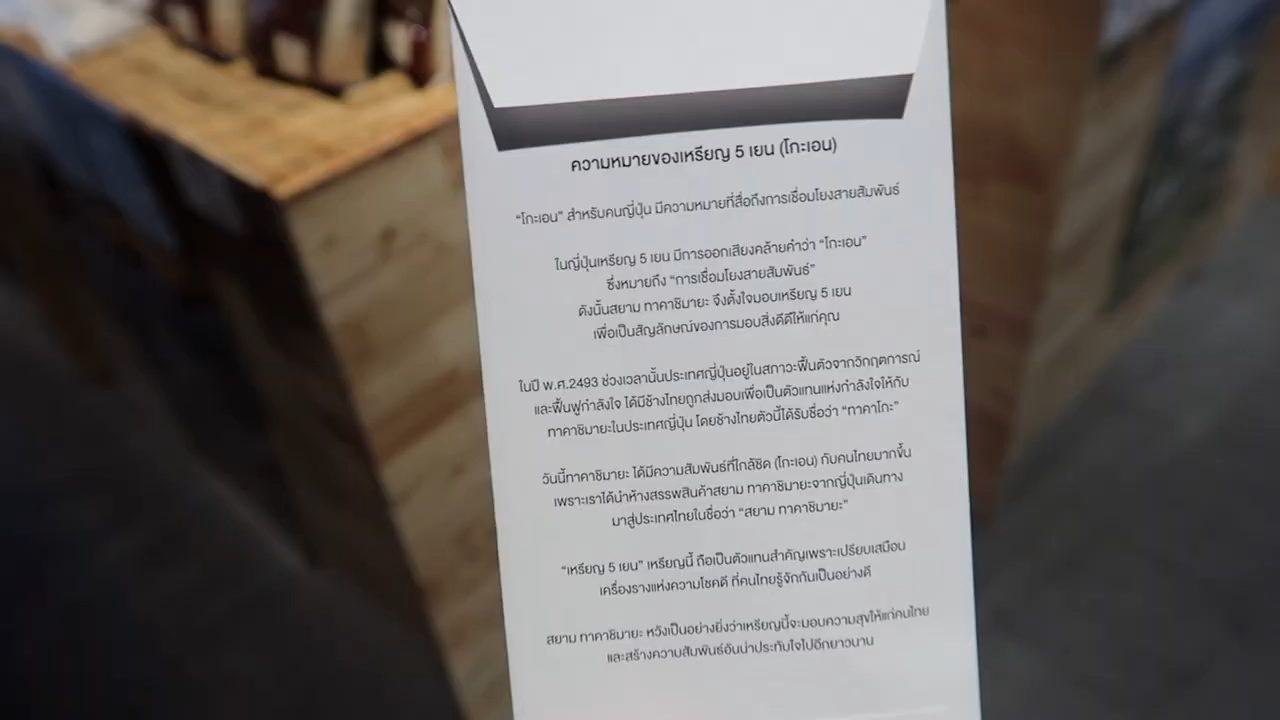 ความหมายของเหรียญ 5 เยน (โกะเอน)
“โกะเอน” สำหรับคนญี่ปุ่น มีความหมายที่สื่อถึงการเชื่อมโยงสายสัมพันธ์
ในญี่ปุ่นเหรียญ 5 เยน มีการออกเสียงคล้ายคำว่า “โกะเอน”
ซึ่งหมายถึง “การเชื่อมโยงสายสัมพันธ์”
ดังนั้นสยาม ทาคาชิมายะ จึงตั้งใจมอบเหรียญ 5 เยน
เพื่อเป็นสัญลักษณ์ของการมอบสิ่งดีดีให้แก่คุณ
ในปี พ.ศ.2493 ช่วงเวลานั้นประเทศญี่ปุ่นอยู่ในสภาวะฟื้นตัวจากวิกฤตการณ์
และฟื้นฟูกำลังใจ ได้มีช้างไทยถูกส่งมอบเพื่อเป็นตัวแทนแห่งกำลังใจให้กับ
ทาคาชิมายะในประเทศญี่ปุ่น โดยช้างไทยตัวนี้ได้รับชื่อว่า “ทาคาโกะ”
วันนี้ทาคาชิมายะ ได้มีความสัมพันธ์ที่ใกล้ชิด (โกะเอน) กับคนไทยมากขึ้น
เพราะเราได้นำห้างสรรพสินค้าสยาม ทาคาชิมายะจากญี่ปุ่นเดินทาง
มาสู่ประเทศไทยในชื่อว่า “สยาม ทาคาชิมายะ”
“เหรียญ 5 เยน” เหรียญนี้ ถือเป็นตัวแทนสำคัญเพราะเปรียบเสมือน
เครื่องรางแห่งความโชคดี ที่คนไทยรู้จักกันเป็นอย่างดี
สยาม ทาคาชิมายะ หวังเป็นอย่างยิ่งว่าเหรียญนี้จะมอบความสุขให้แก่คนไทย
และสร้างความสัมพันธ์อันน่าประทับใจไปอีกยาวนาน